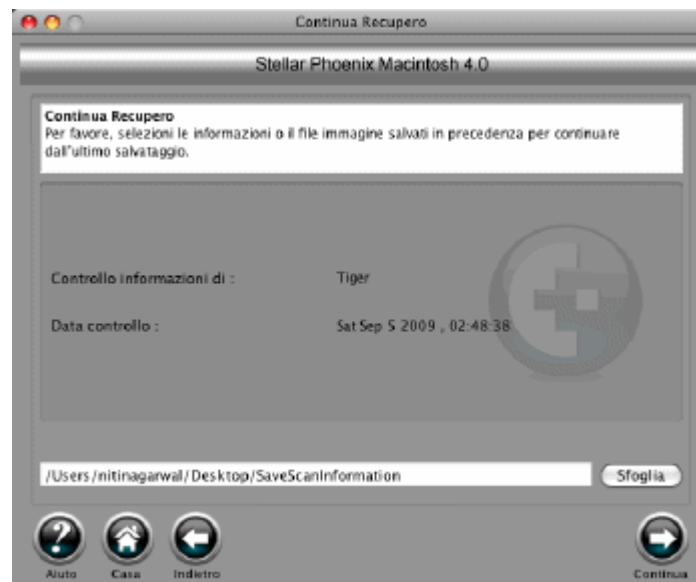 Continua Recupero
Stellar Phoenix Macintosh 4.0
Continua Recupero
Per favore, selezioni le informazioni o il file immagine salvati in precedenza per continuare
dall'ultimo salvataggio.
Controllo informazioni di : Tiger
Data controllo : Sat Sep 5 2009 , 02:48:38
/Users/nitinagarwal/Desktop/SaveScanInformation Sfoglia
Aiuto Casa Indietro Continua